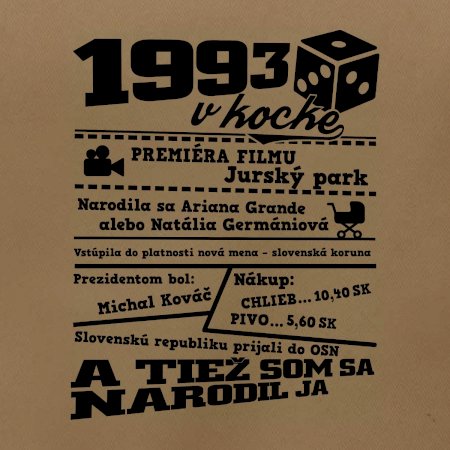 1993
v kocke
PREMIÉRA FILMU
Jurský park
Narodila sa Ariana Grande
alebo Natália Germániová
Vstúpila do platnosti nová mena - slovenská koruna
Prezidentom bol:
Michal Kováč
Nákup:
CHLIEB... 10,40 SK
PIVO... 5,60 SK
Slovenskú republiku prijali do OSN
A TIEŽ SOM SA
NARODIL JA